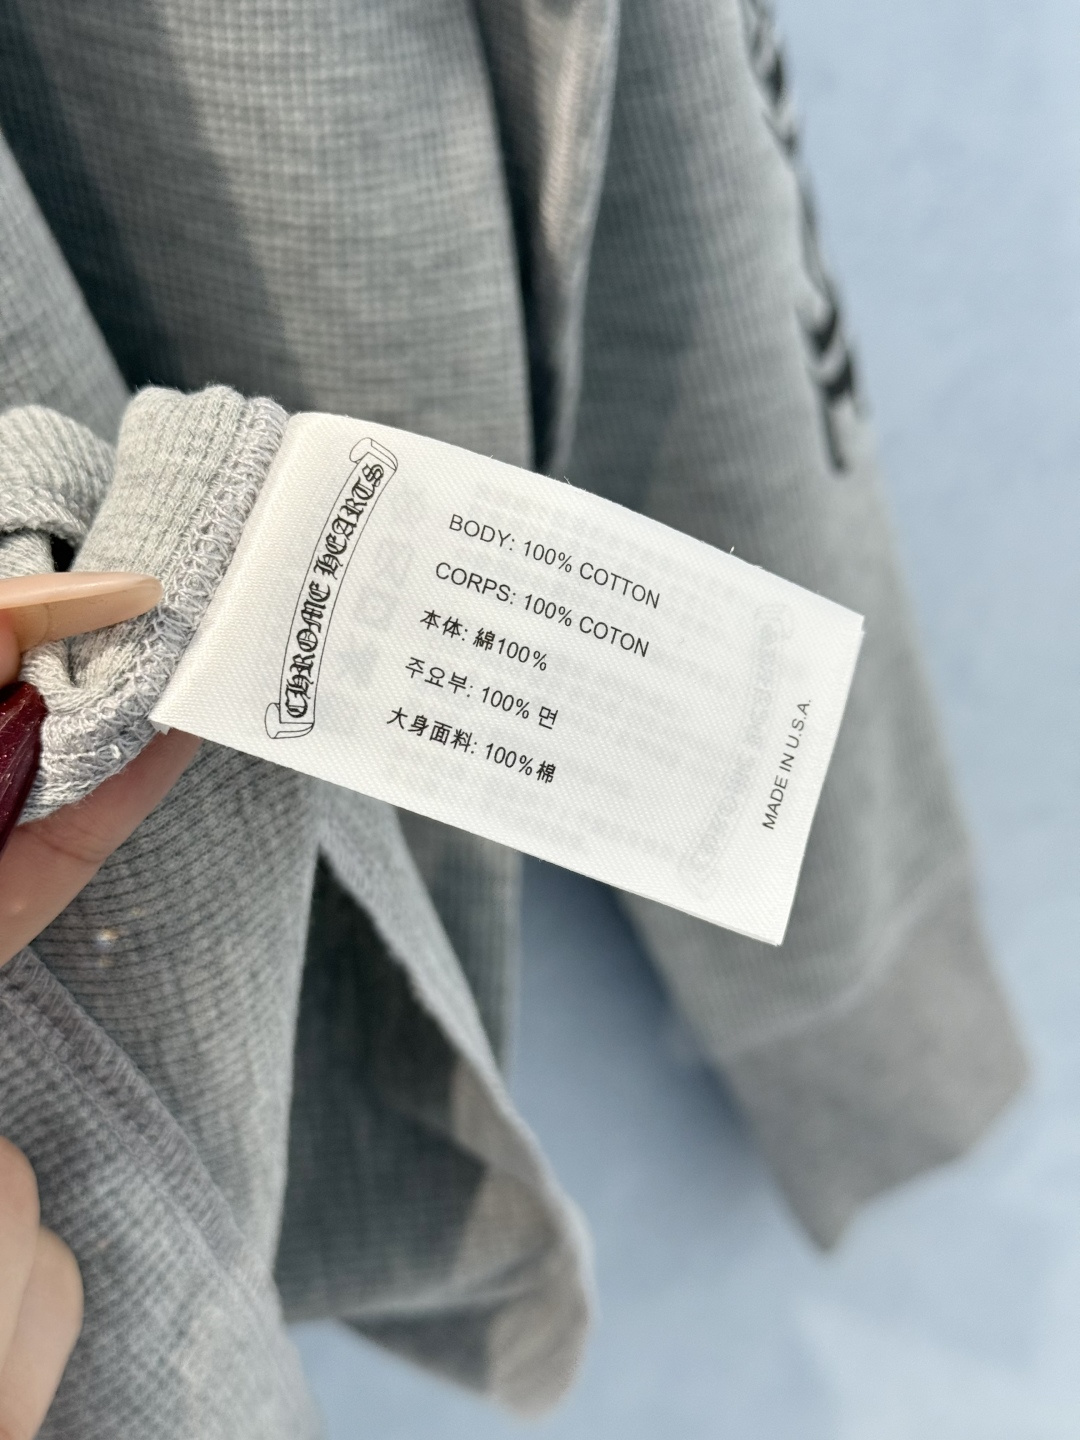 CHROME HEARTS
BODY: 100% COTTON
CORPS: 100% COTON
本体: 綿100%
주요부: 100% 면
大身面料: 100%棉
MADE IN U.S.A.